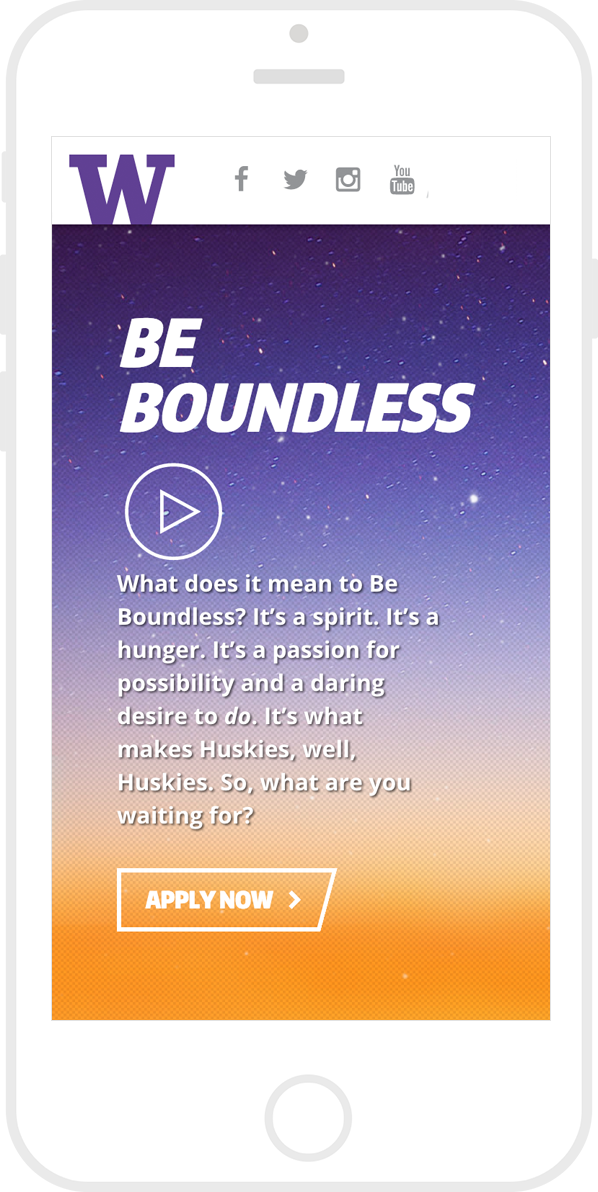 W
You
Tube
BE
BOUNDLESS
What does it mean to Be
Boundless? It’s a spirit. It’s a
hunger. It’s a passion for
possibility and a daring
desire to do. It’s what
makes Huskies, well,
Huskies. So, what are you
waiting for?
APPLY NOW